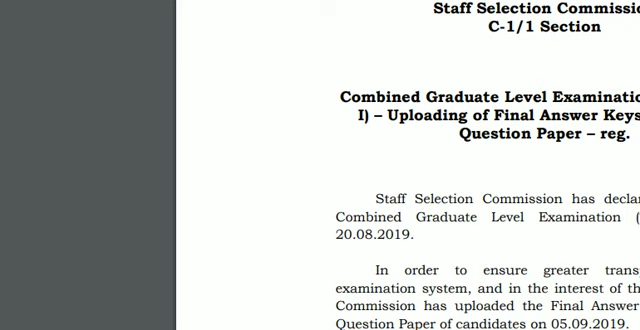 Staff Selection Commissio
C-1/1 Section
Combined Graduate Level Examinatio
I) – Uploading of Final Answer Keys
Question Paper – reg.
Staff Selection Commission has decla
Combined Graduate Level Examination (
20.08.2019.
In order to ensure greater trans
examination system, and in the interest of th
Commission has uploaded the Final Answer
Question Paper of candidates on 05.09.2019.